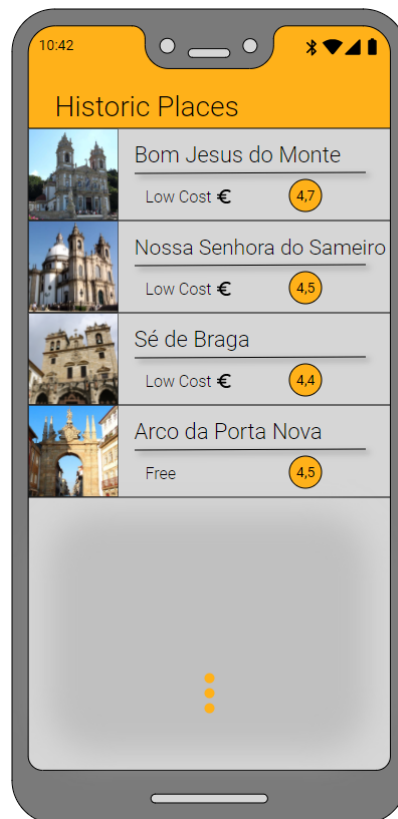 10:42
Historic Places
Bom Jesus do Monte
Low Cost €
4,7
Nossa Senhora do Sameiro
Low Cost €
4,5
Sé de Braga
Low Cost €
4,4
Arco da Porta Nova
Free
4,5